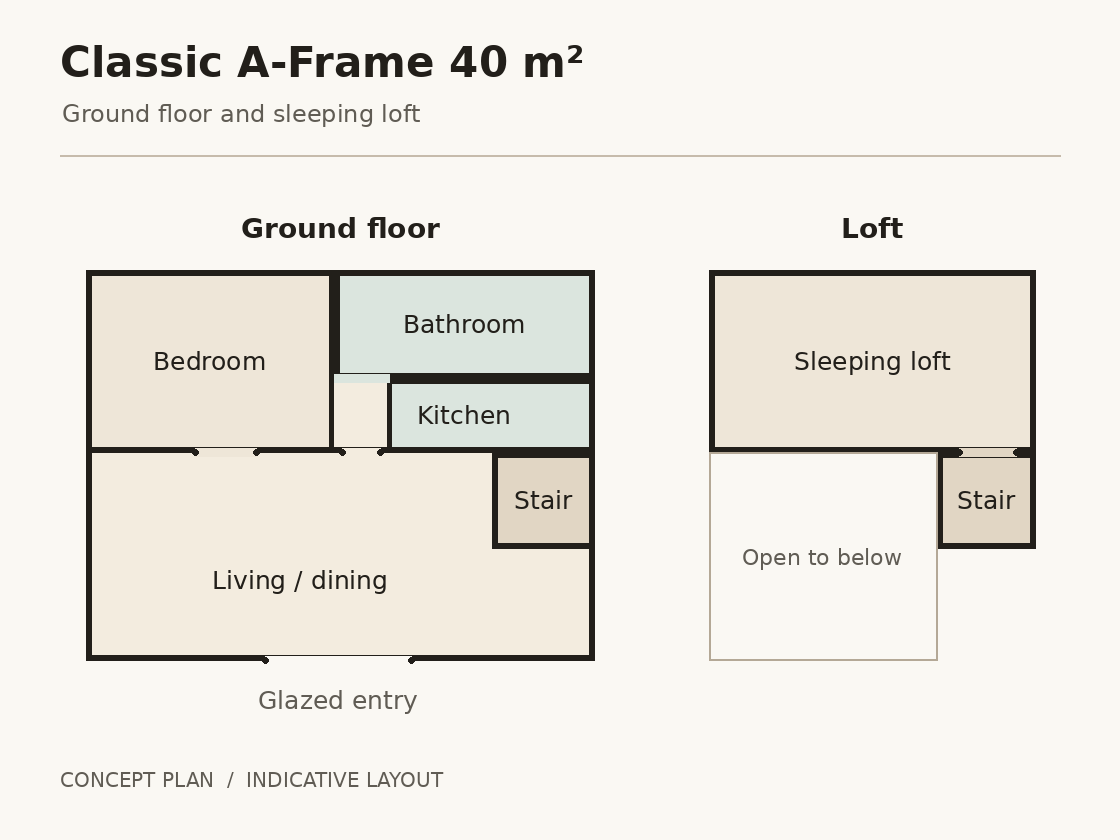 Classic A-Frame 40 m²
Ground floor and sleeping loft
Ground floor
Loft
Bedroom
Bathroom
Kitchen
Stair
Living / dining
Glazed entry
Sleeping loft
Stair
Open to below
CONCEPT PLAN / INDICATIVE LAYOUT